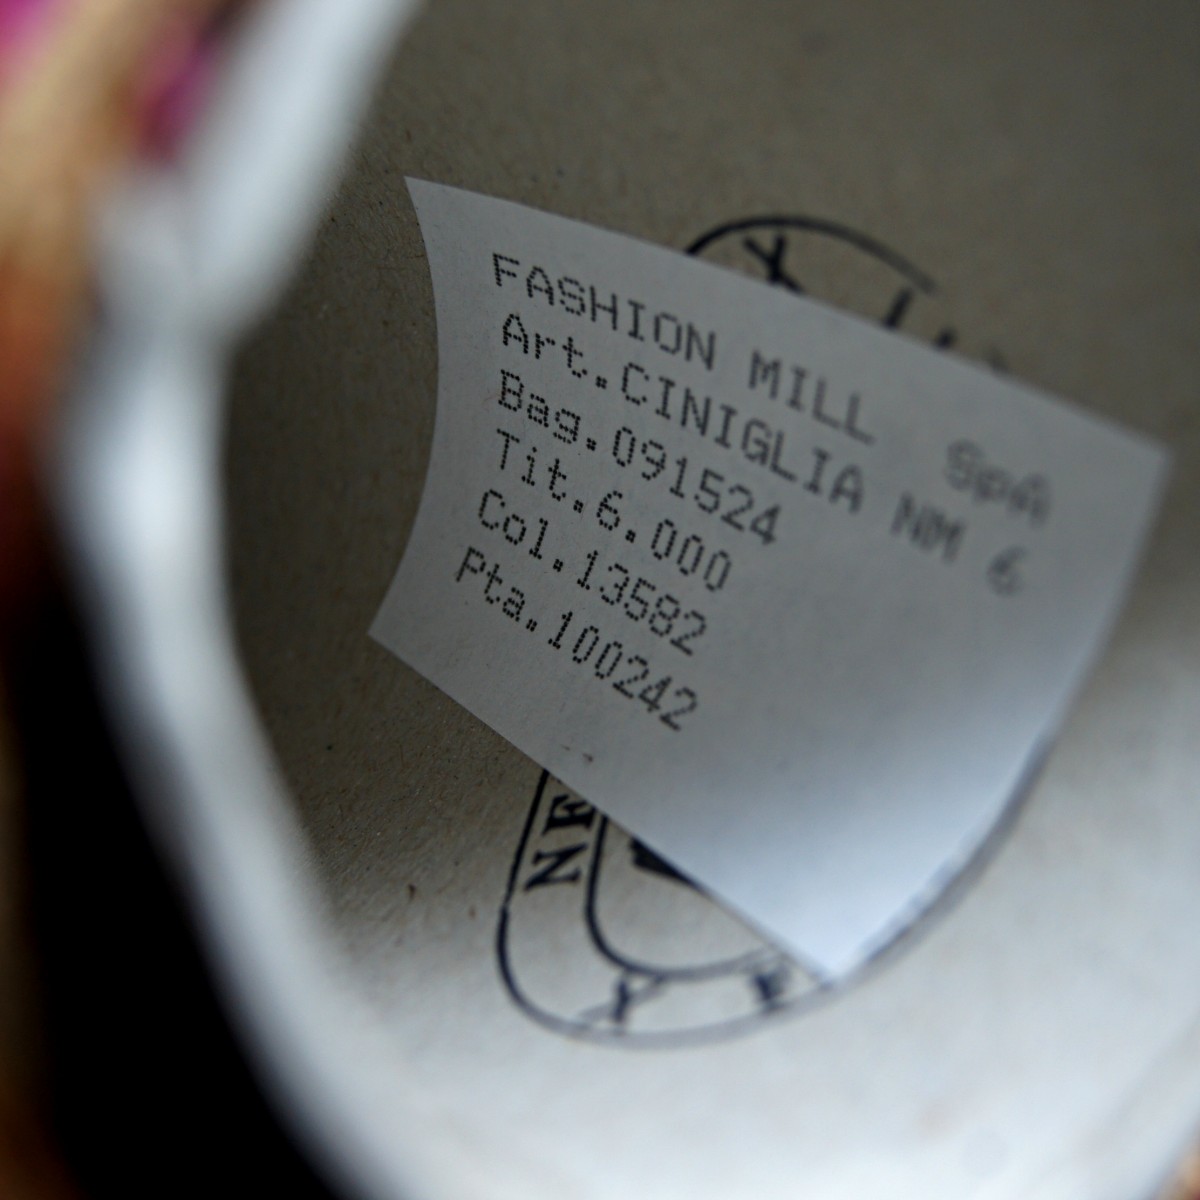 FASHION MILL SpA
Art.CINIGLIA NM 6
Bag.091524
Tit.6.000
Col.13582
Pta.100242